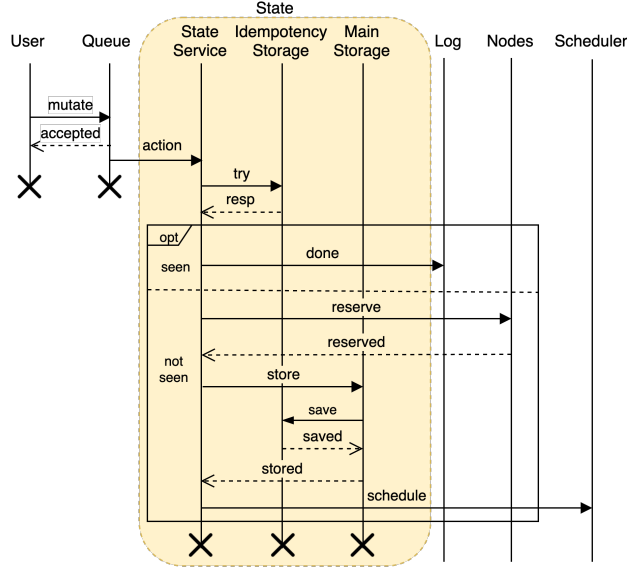 State
User
Queue
State
Service
Idempotency
Storage
Main
Storage
Log
Nodes
Scheduler
mutate
accepted
action
try
resp
opt
seen
done
reserve
reserved
not
seen
store
save
saved
stored
schedule